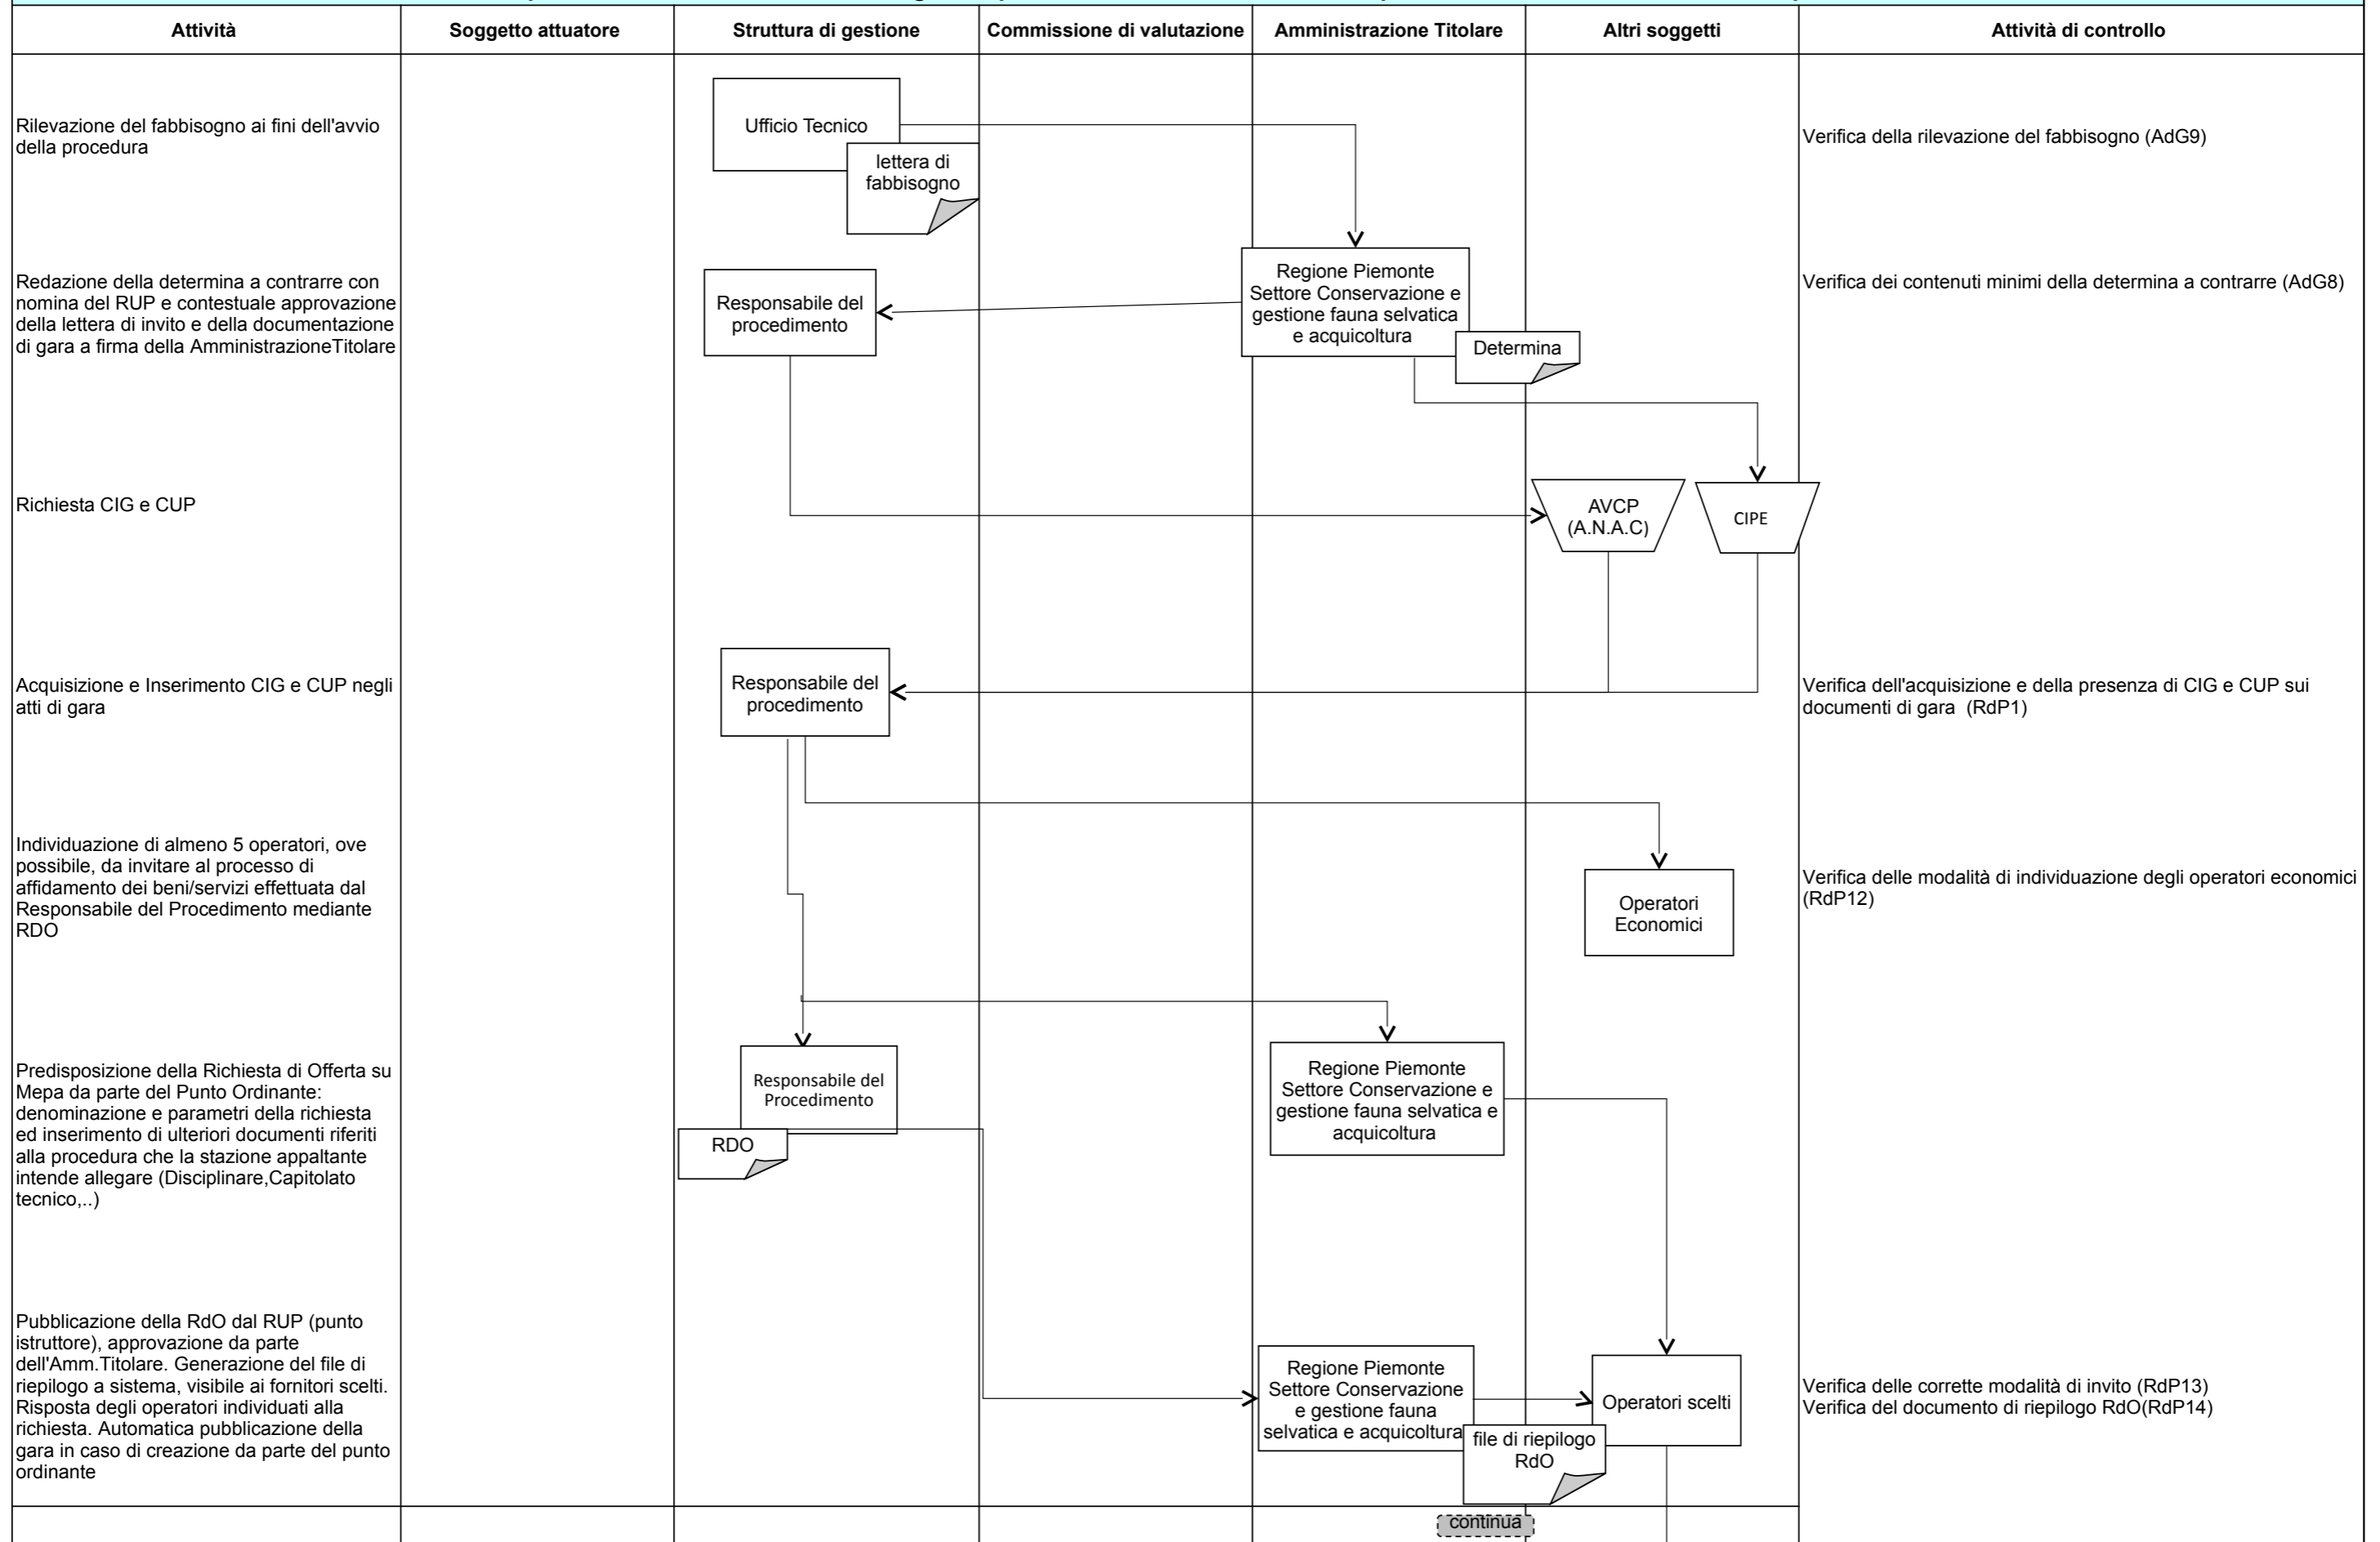 Attività
Soggetto attuatore
Struttura di gestione
Commissione di valutazione
Amministrazione Titolare
Altri soggetti
Attività di controllo
Rilevazione del fabbisogno ai fini dell'avvio
della procedura
Ufficio Tecnico
lettera di
fabbisogno
Verifica della rilevazione del fabbisogno (AdG9)
Redazione della determina a contrarre con
nomina del RUP e contestuale approvazione
della lettera di invito e della documentazione
di gara a firma della AmministrazioneTitolare
Responsabile del
procedimento
Regione Piemonte
Settore Conservazione e
gestione fauna selvatica
e acquicoltura
Determina
Verifica dei contenuti minimi della determina a contrarre (AdG8)
Richiesta CIG e CUP
AVCP
(A.N.A.C)
CIPE
Acquisizione e Inserimento CIG e CUP negli
atti di gara
Responsabile del
procedimento
Verifica dell'acquisizione e della presenza di CIG e CUP sui
documenti di gara  (RdP1)
Individuazione di almeno 5 operatori, ove
possibile, da invitare al processo di
affidamento dei beni/servizi effettuata dal
Responsabile del Procedimento mediante
RDO
Operatori
Economici
Verifica delle modalità di individuazione degli operatori economici
(RdP12)
Predisposizione della Richiesta di Offerta su
Mepa da parte del Punto Ordinante:
denominazione e parametri della richiesta
ed inserimento di ulteriori documenti riferiti
alla procedura che la stazione appaltante
intende allegare (Disciplinare,Capitolato
tecnico,..)
Responsabile del
Procedimento
RDO
Regione Piemonte
Settore Conservazione e
gestione fauna selvatica e
acquicoltura
Pubblicazione della RdO dal RUP (punto
istruttore), approvazione da parte
dell'Amm.Titolare. Generazione del file di
riepilogo a sistema, visibile ai fornitori scelti.
Risposta degli operatori individuati alla
richiesta. Automatica pubblicazione della
gara in caso di creazione da parte del punto
ordinante
Regione Piemonte
Settore Conservazione
e gestione fauna
selvatica e acquicoltura
file di riepilogo
RdO
Operatori scelti
Verifica delle corrette modalità di invito (RdP13)
Verifica del documento di riepilogo RdO(RdP14)
continua